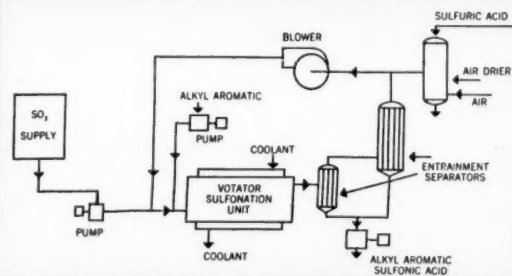 SULFURIC ACID
BLOWER
AIR DRIER
AIR
ALKYL AROMATIC
SO3
SUPPLY
PUMP
COOLANT
ENTRAINMENT
SEPARATORS
VOTATOR
SULFONATION
UNIT
PUMP
COOLANT
ALKYL AROMATIC
SULFONIC ACID